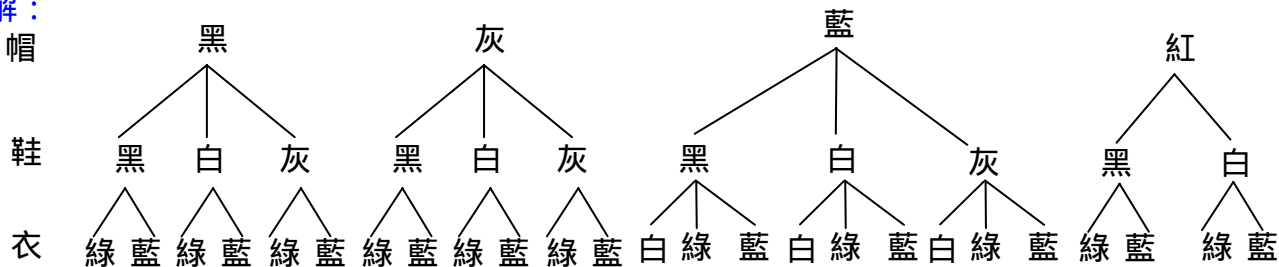 解：
帽 黑 灰 藍 紅
鞋 黑 白 灰 黑 白 灰 黑 白 灰 黑 白
衣 綠 藍 綠 藍 綠 藍 綠 藍 綠 藍 綠 藍 白 綠 藍 白 綠 藍 白 綠 藍 綠 藍 綠 藍